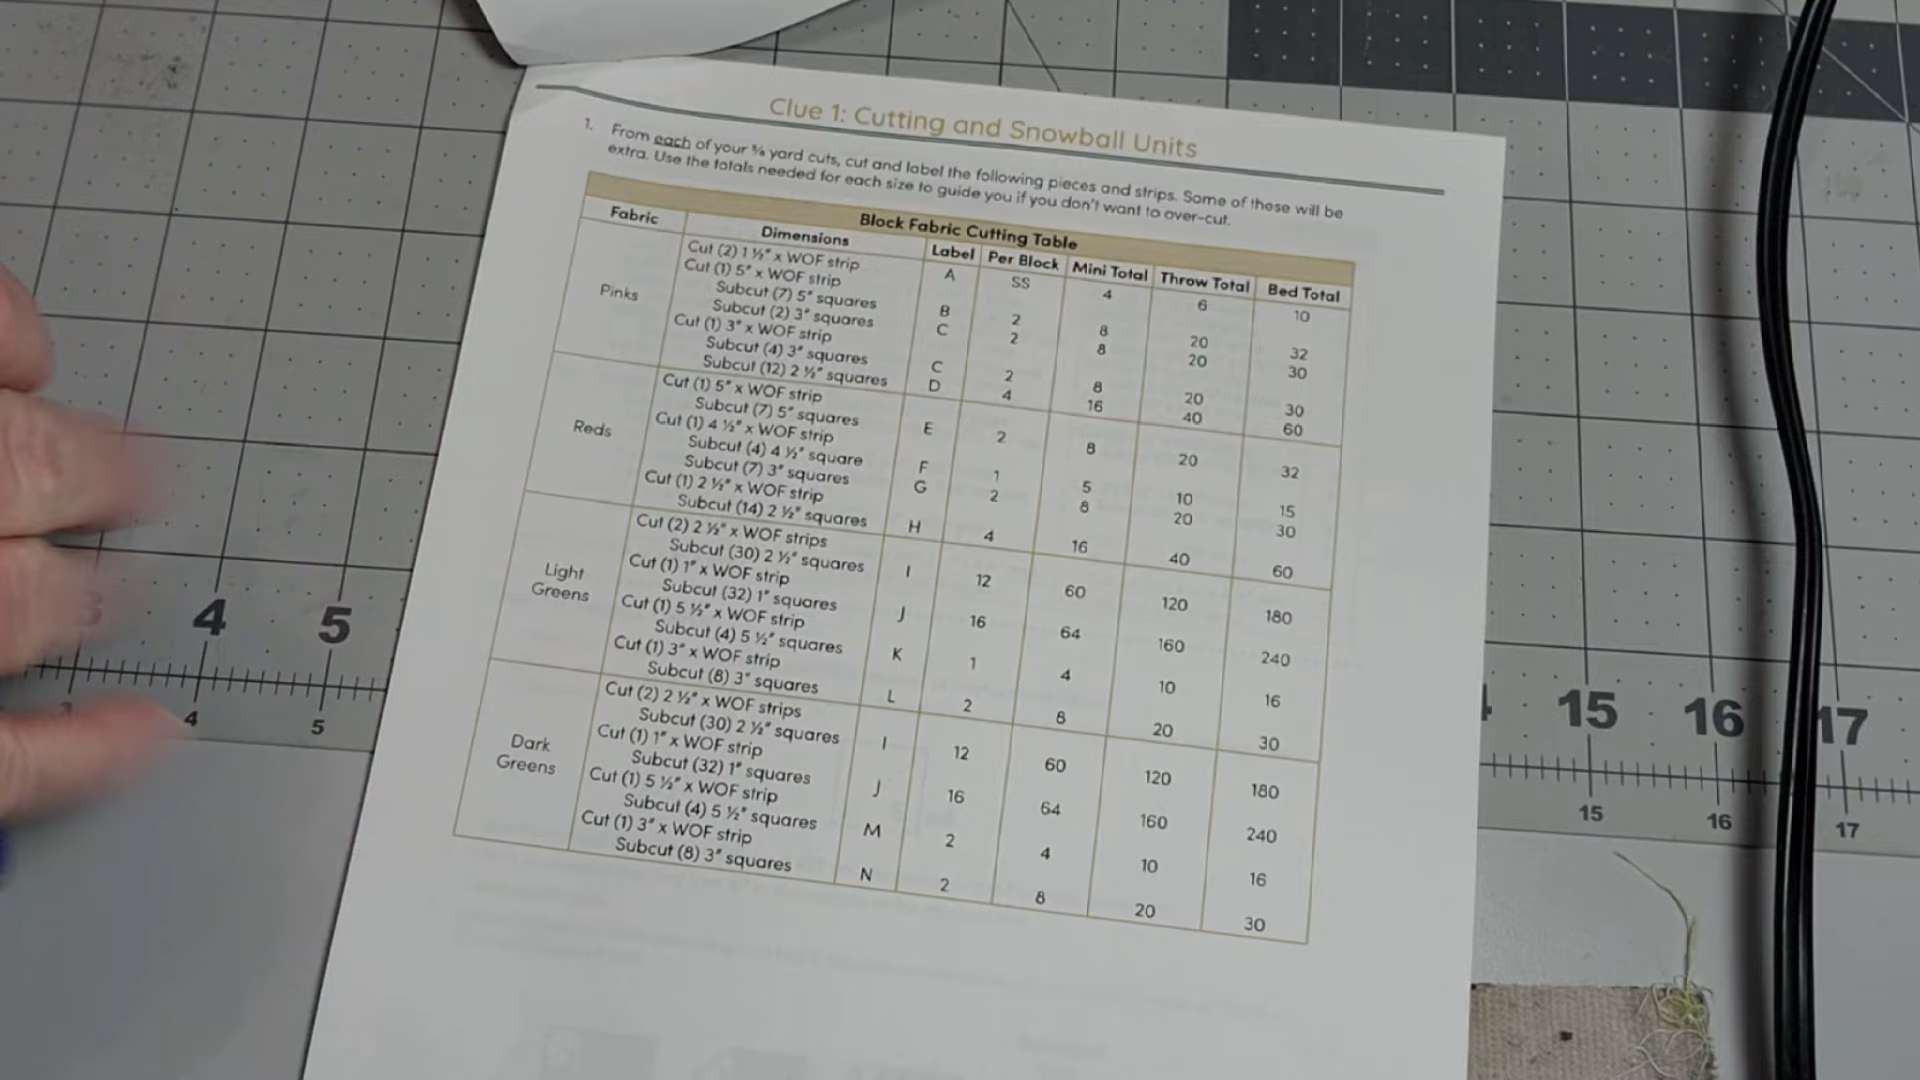 Clue 1: Cutting and Snowball Units
1. From each of your ⅝ yard cuts, cut and label the following pieces and strips. Some of these will be
extra. Use the totals needed for each size to guide you if you don't want to over-cut.
Block Fabric Cutting Table
Fabric Dimensions Label Per Block Mini Total Throw Total Bed Total
Pinks
Cut (2) 1 ½" x WOF strip A SS 4 6 10
Cut (1) 5" x WOF strip
Subcut (7) 5" squares B 2 8 20 32
Subcut (2) 3" squares C 2 8 20 30
Cut (1) 3" x WOF strip
Subcut (4) 3" squares C 2 8 20 30
Subcut (12) 2 ½" squares D 4 16 40 60
Reds
Cut (1) 5" x WOF strip
Subcut (7) 5" squares E 2 8 20 32
Cut (1) 4 ½" x WOF strip
Subcut (4) 4 ½" square F 1 5 10 15
Subcut (7) 3" squares G 2 8 20 30
Cut (1) 2 ½" x WOF strip
Subcut (14) 2 ½" squares H 4 16 40 60
Light
Greens
Cut (2) 2 ½" x WOF strips
Subcut (30) 2 ½" squares I 12 60 120 180
Cut (1) 1" x WOF strip
Subcut (32) 1" squares J 16 64 160 240
Cut (1) 5 ½" x WOF strip
Subcut (4) 5 ½" squares K 1 4 10 16
Cut (1) 3" x WOF strip
Subcut (8) 3" squares L 2 8 20 30
Dark
Greens
Cut (2) 2 ½" x WOF strips
Subcut (30) 2 ½" squares I 12 60 120 180
Cut (1) 1" x WOF strip
Subcut (32) 1" squares J 16 64 160 240
Cut (1) 5 ½" x WOF strip
Subcut (4) 5 ½" squares M 2 4 10 16
Cut (1) 3" x WOF strip
Subcut (8) 3" squares N 2 8 20 30
3 4 5 15 16 17
4 5 15 16 17